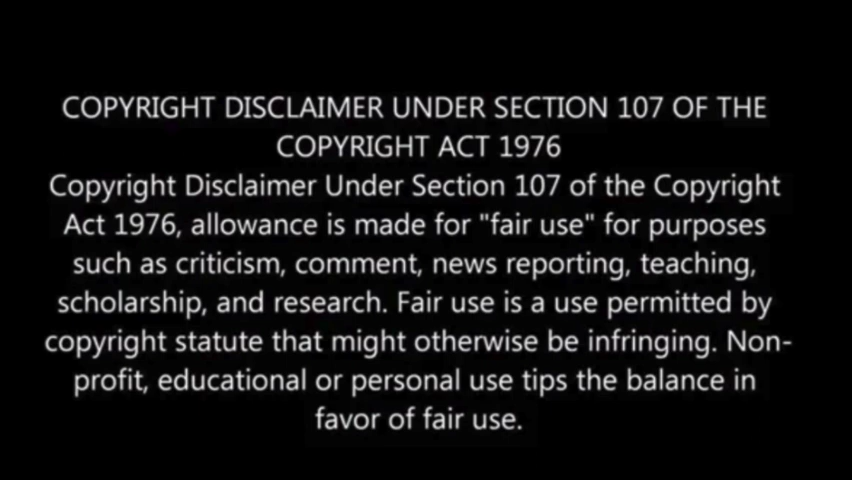 COPYRIGHT DISCLAIMER UNDER SECTION 107 OF THE
COPYRIGHT ACT 1976
Copyright Disclaimer Under Section 107 of the Copyright
Act 1976, allowance is made for "fair use" for purposes
such as criticism, comment, news reporting, teaching,
scholarship, and research. Fair use is a use permitted by
copyright statute that might otherwise be infringing. Non-
profit, educational or personal use tips the balance in
favor of fair use.